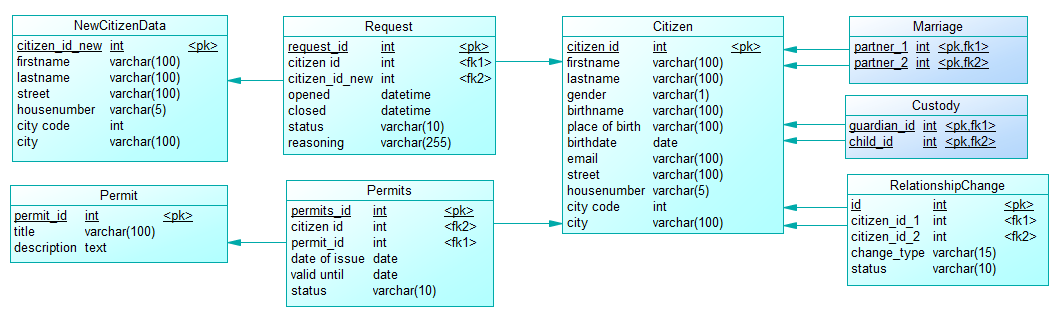 NewCitizenData
citizen_id_new int <pk>
firstname varchar(100)
lastname varchar(100)
street varchar(100)
housenumber varchar(5)
city code int
city varchar(100)
Request
request_id int <pk>
citizen id int <fk1>
citizen_id_new int <fk2>
opened datetime
closed datetime
status varchar(10)
reasoning varchar(255)
Citizen
citizen id int <pk>
firstname varchar(100)
lastname varchar(100)
gender varchar(1)
birthname varchar(100)
place of birth varchar(100)
birthdate date
email varchar(100)
street varchar(100)
housenumber varchar(5)
city code int
city varchar(100)
Marriage
partner_1 int <pk,fk1>
partner_2 int <pk,fk2>
Custody
guardian_id int <pk,fk1>
child_id int <pk,fk2>
RelationshipChange
id int <pk>
citizen_id_1 int <fk1>
citizen_id_2 int <fk2>
change_type varchar(15)
status varchar(10)
Permit
permit_id int <pk>
title varchar(100)
description text
Permits
permits_id int <pk>
citizen id int <fk2>
permit_id int <fk1>
date of issue date
valid until date
status varchar(10)